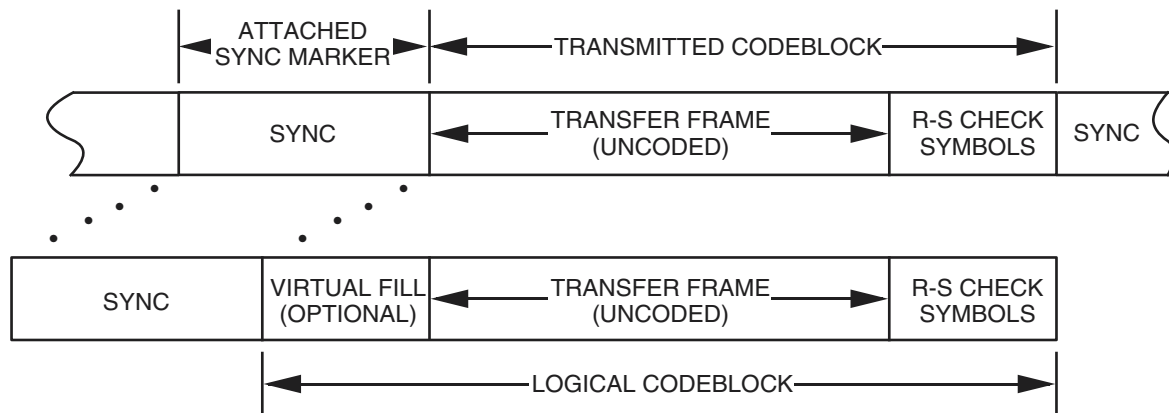 ATTACHED
SYNC MARKER
TRANSMITTED CODEBLOCK
SYNC
TRANSFER FRAME
(UNCODED)
R-S CHECK
SYMBOLS
SYNC
SYNC
VIRTUAL FILL
(OPTIONAL)
TRANSFER FRAME
(UNCODED)
R-S CHECK
SYMBOLS
LOGICAL CODEBLOCK